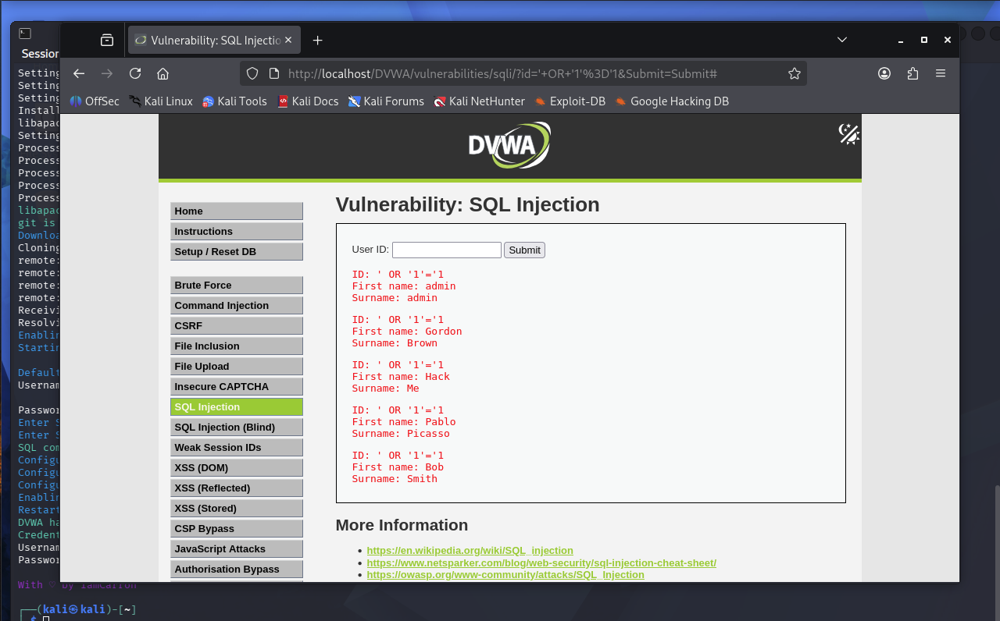 Vulnerability: SQL Injectio
Session
http://localhost/DVWA/vulnerabilities/sqli/?id='+OR+'1'%3D'1&Submit=Submit#
OffSec Kali Linux Kali Tools Kali Docs Kali Forums Kali NetHunter Exploit-DB Google Hacking DB
DVWA
Home
Instructions
Setup / Reset DB
Brute Force
Command Injection
CSRF
File Inclusion
File Upload
Insecure CAPTCHA
SQL Injection
SQL Injection (Blind)
Weak Session IDs
XSS (DOM)
XSS (Reflected)
XSS (Stored)
CSP Bypass
JavaScript Attacks
Authorisation Bypass
Vulnerability: SQL Injection
User ID: Submit
ID: ' OR '1'='1
First name: admin
Surname: admin
ID: ' OR '1'='1
First name: Gordon
Surname: Brown
ID: ' OR '1'='1
First name: Hack
Surname: Me
ID: ' OR '1'='1
First name: Pablo
Surname: Picasso
ID: ' OR '1'='1
First name: Bob
Surname: Smith
More Information
https://en.wikipedia.org/wiki/SQL_injection
https://www.netsparker.com/blog/web-security/sql-injection-cheat-sheet/
https://owasp.org/www-community/attacks/SQL_Injection
Setting
Setting
Setting
Install
libapac
Setting
Process
Process
Process
Process
Process
libapac
git is
Downloa
Cloning
remote:
remote:
remote:
remote:
Receivi
Resolvi
Enablin
Startin
Default
Usernam
Passwor
Enter S
Enter S
SQL con
Configu
Configu
Configu
Enablin
Restart
DVWA ha
Credent
Usernam
Passwor
With ♡ by IamCarron
┌──(kali㉿kali)-[~]
$